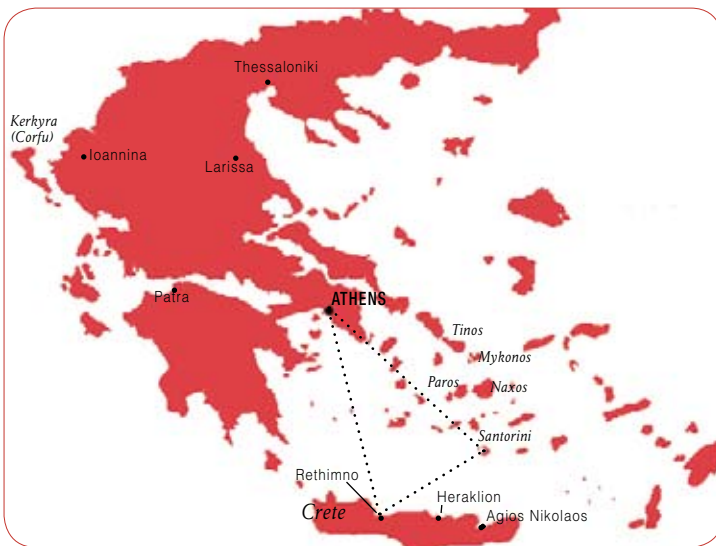 Thessaloniki
Kerkyra
(Corfu)
Ioannina
Larissa
Patra
ATHENS
Tinos
Mykonos
Paros
Naxos
Santorini
Rethimno
Crete
Heraklion
Agios Nikolaos